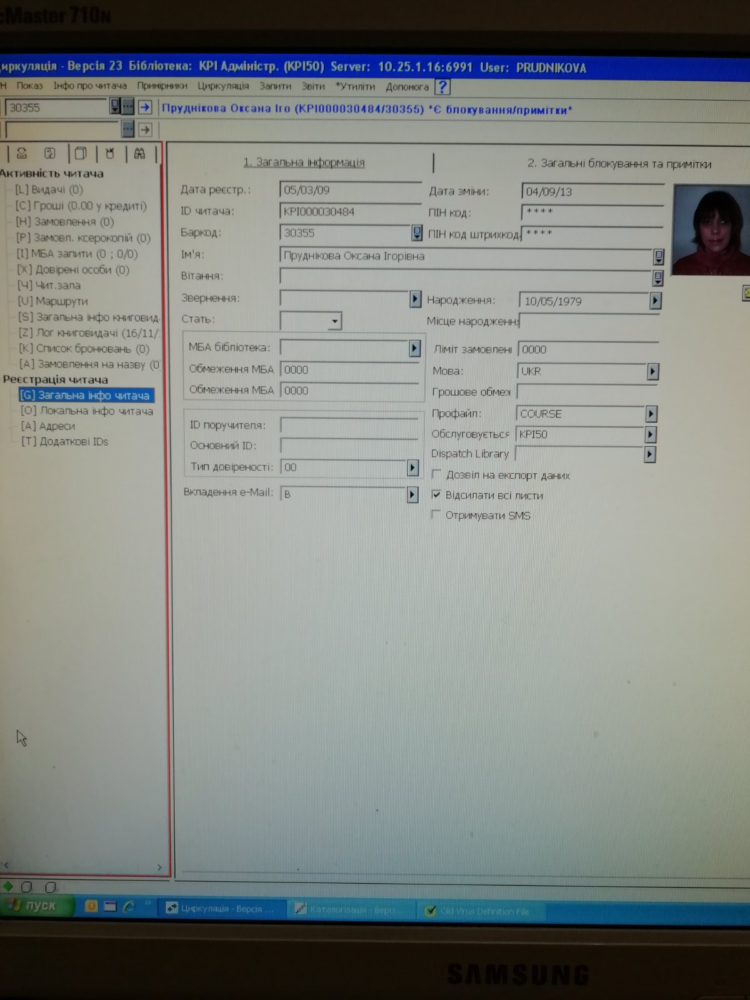 cMaster 710N
Циркуляція - Версія 23 Бібліотека: КРІ Адміністр. (KPI50) Server: 10.25.1.16:6991 User: PRUDNIKOVA
Н Показ Інфо про читача Примірники Циркуляція Запити Звіти *Утиліти Допомога ?
30355 Пруднікова Оксана Іго (KPI000030484/30355) *Є блокування/примітки*
Активність читача
[L] Видачі (0)
[C] Гроші (0.00 у кредиті)
[H] Замовлення (0)
[P] Замовл. ксерокопій (0)
[I] МБА запити (0 ; 0/0)
[X] Довірені особи (0)
[Ч] Чит.зала
[U] Маршрути
[S] Загальна інфо книговид
[Z] Лог книговидачі (16/11/
[K] Список бронювань (0)
[A] Замовлення на назву (0
Реєстрація читача
[G] Загальна інфо читача
[O] Локальна інфо читача
[A] Адреси
[T] Додаткові IDs
1. Загальна інформація 2. Загальні блокування та примітки
Дата реєстр.: 05/03/09 Дата зміни: 04/09/13
ID читача: KPI000030484 ПІН код: ****
Баркод: 30355 ПІН код штрихкод ****
Ім'я: Пруднікова Оксана Ігорівна
Вітання:
Звернення: Народження: 10/05/1979
Стать: Місце народженн
МБА бібліотека: Ліміт замовлені 0000
Обмеження МБА 0000 Мова: UKR
Обмеження МБА 0000 Грошове обмеж
Профайл: COURSE
ID поручителя: Обслуговується KPI50
Основний ID: Dispatch Library
Тип довіреності: 00 Дозвіл на експорт даних
Вкладення e-Mail: B Відсилати всі листи
Отримувати SMS
пуск Циркуляція - Версія ... Каталогізація - Версі... Old Virus Definition File
SAMSUNG